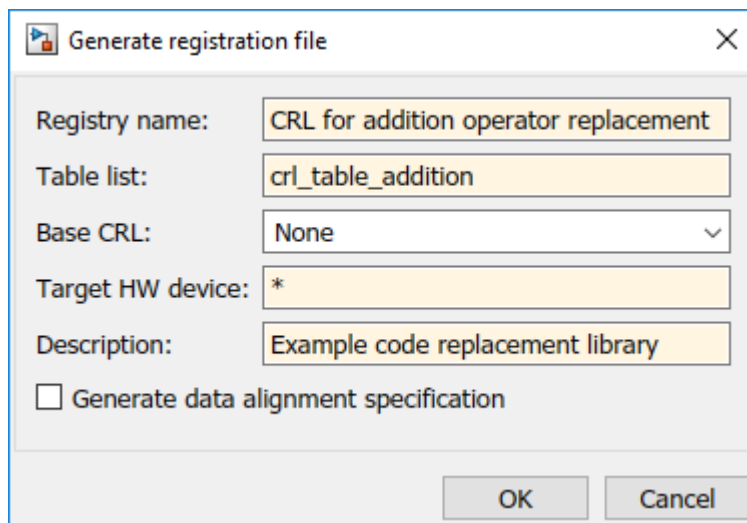 Generate registration file
Registry name: CRL for addition operator replacement
Table list: crl_table_addition
Base CRL: None
Target HW device: *
Description: Example code replacement library
Generate data alignment specification
OK Cancel